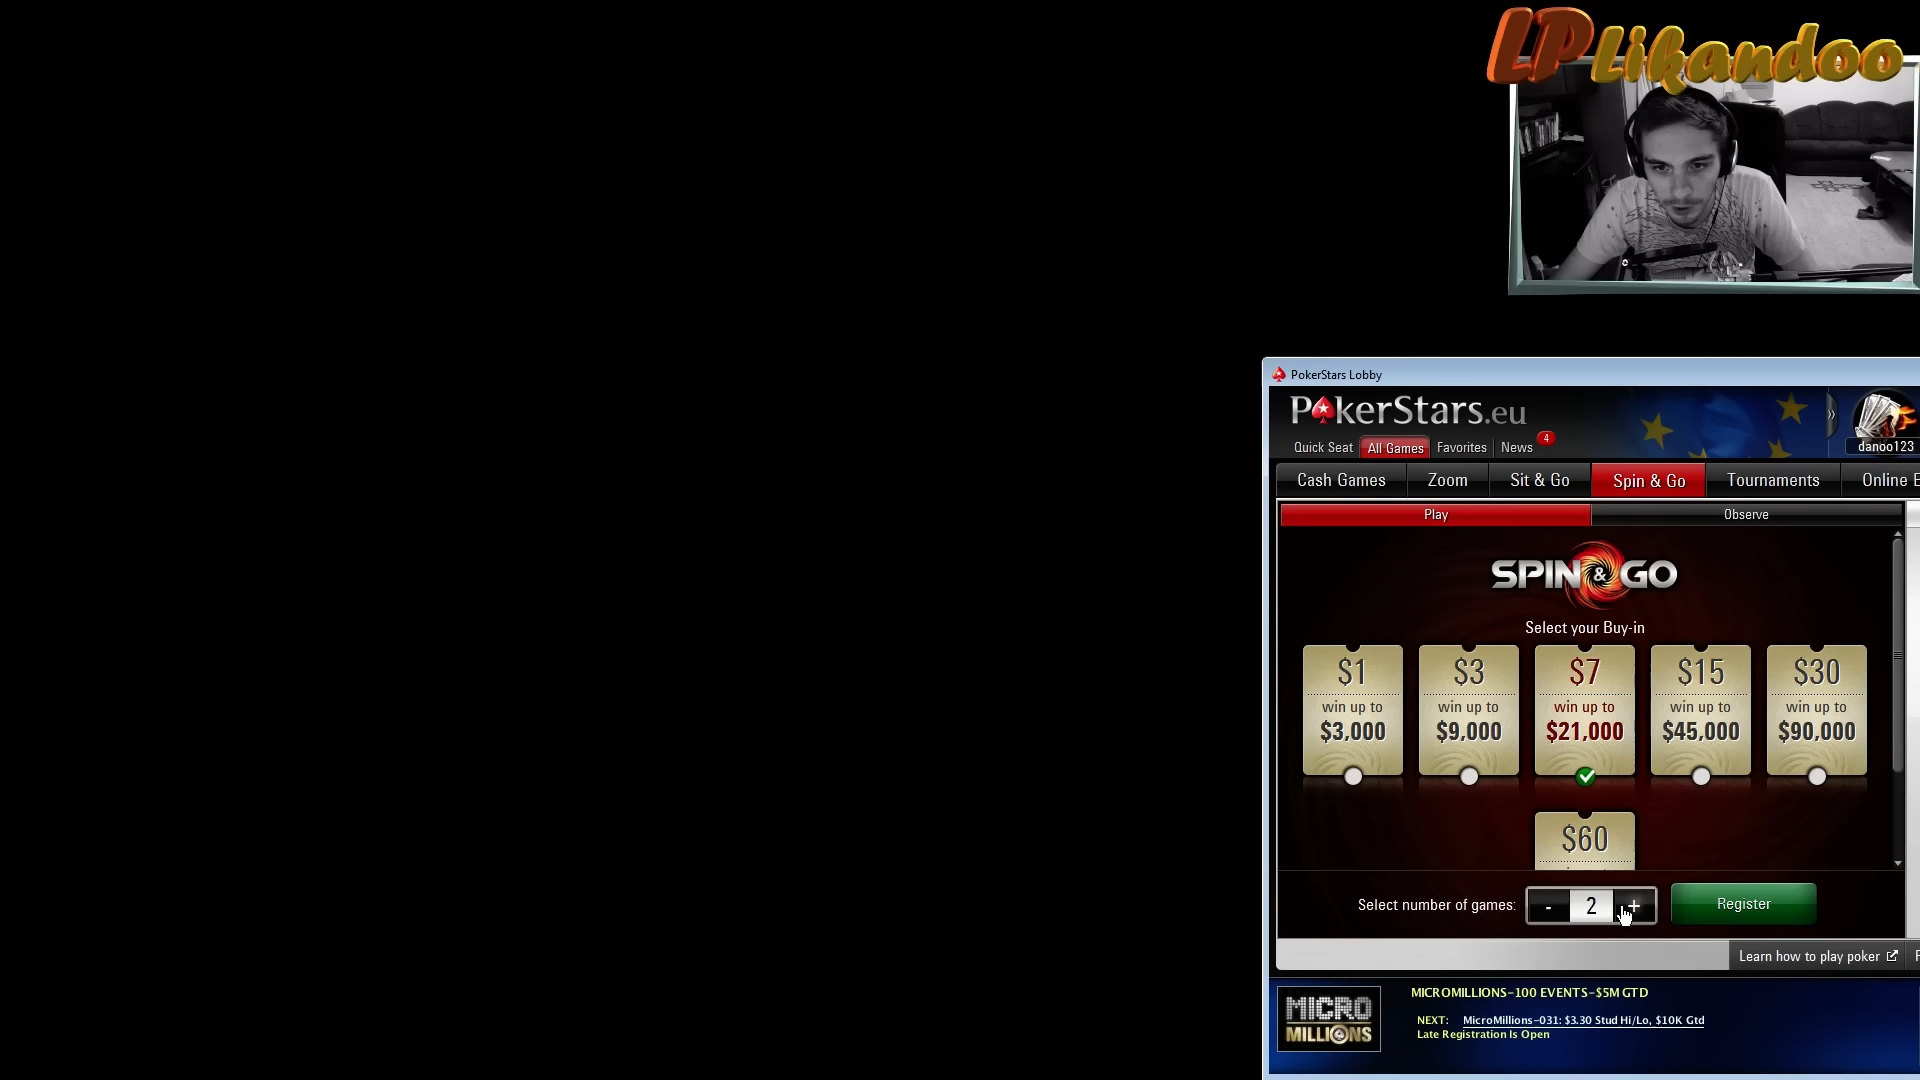 LP Likandoo
PokerStars Lobby
PokerStars.eu
Quick Seat All Games Favorites News 4
danoo123
Cash Games Zoom Sit & Go Spin & Go Tournaments Online
Play Observe
SPIN & GO
Select your Buy-in
$1 $3 $7 $15 $30
win up to win up to win up to win up to win up to
$3,000 $9,000 $21,000 $45,000 $90,000
$60
Select number of games: - 2 + Register
Learn how to play poker
MICRO MILLIONS
MICROMILLIONS-100 EVENTS-$5M GTD
NEXT: MicroMillions-031: $3.30 Stud Hi/Lo, $10K Gtd
Late Registration Is Open